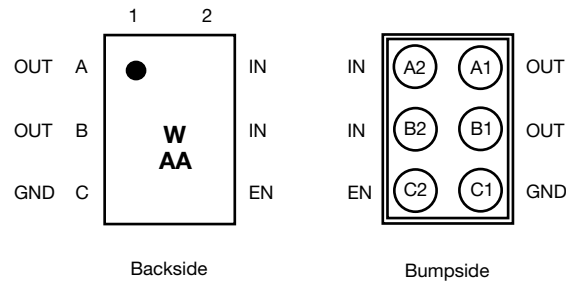 1 2
OUT A IN
OUT B W IN
AA
GND C EN
Backside
IN A2 A1 OUT
IN B2 B1 OUT
EN C2 C1 GND
Bumpside